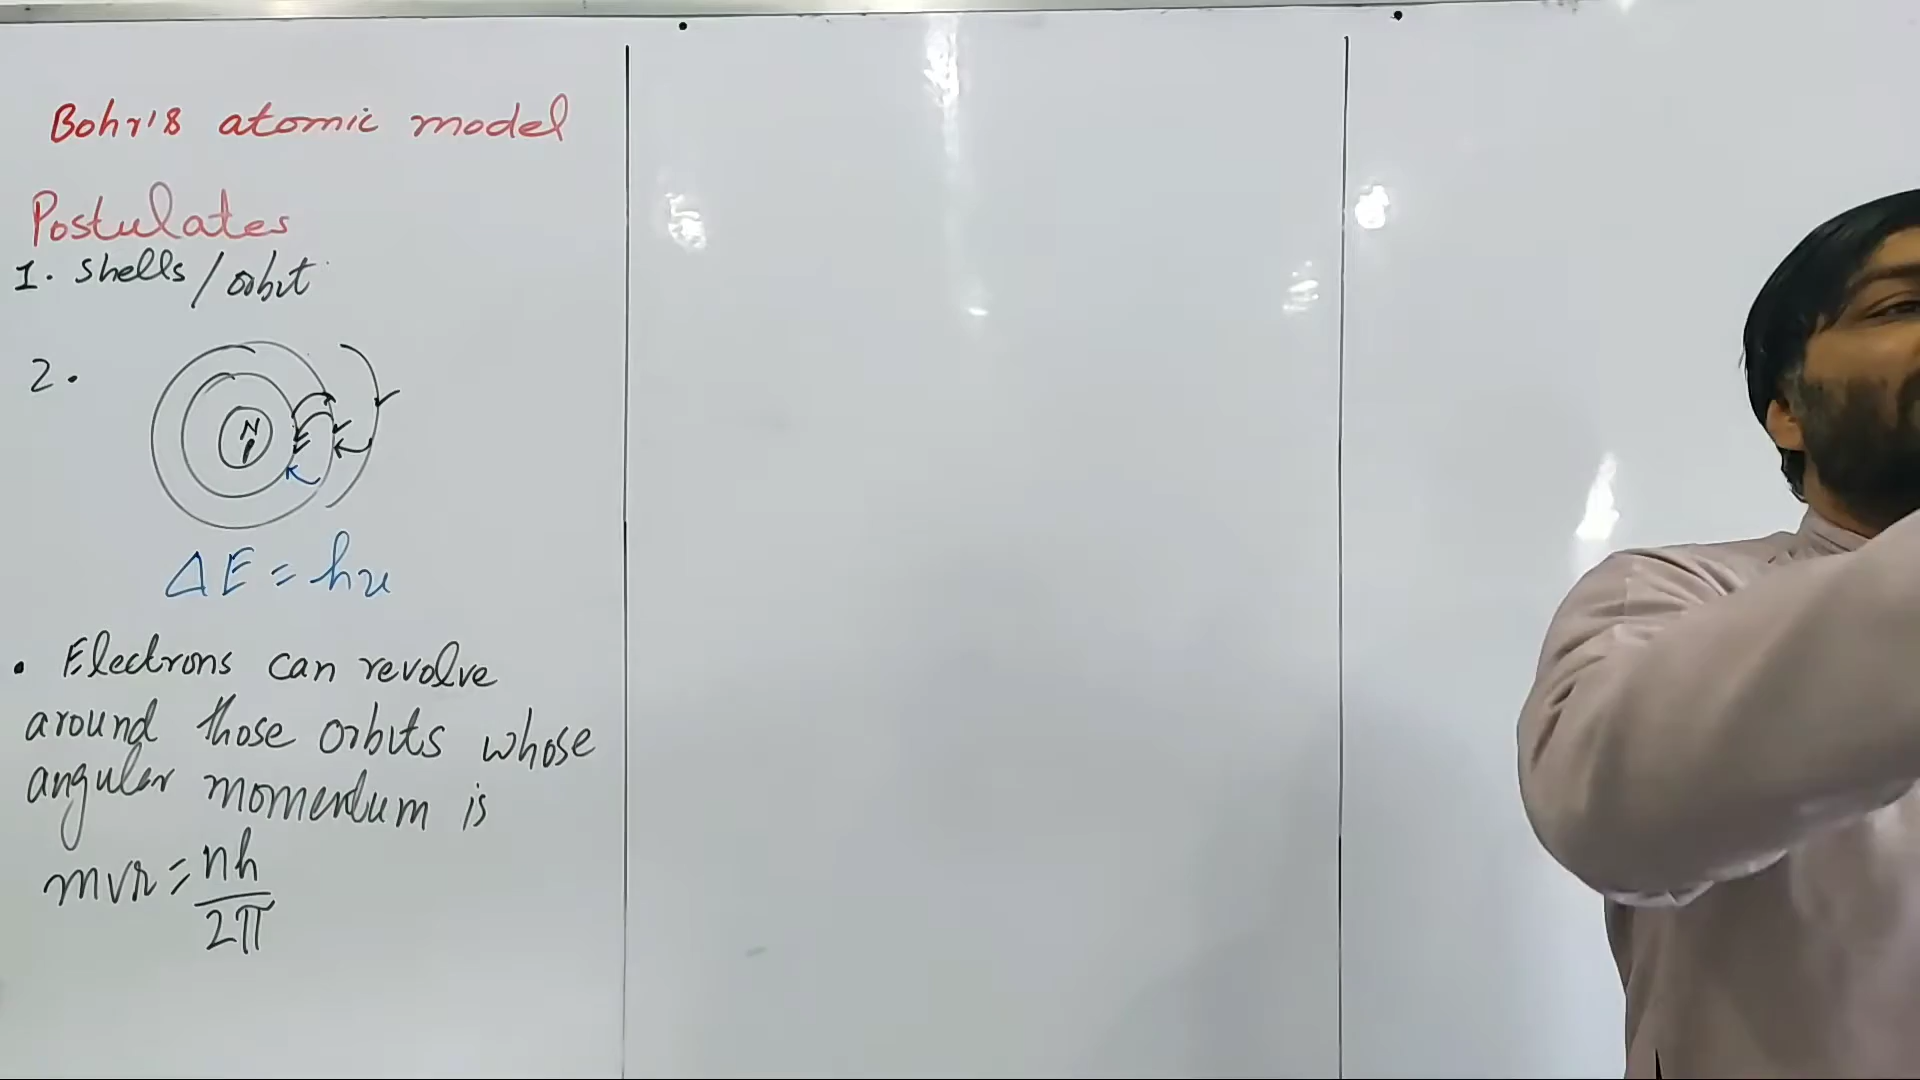 Bohr's atomic model
Postulates
1. Shells/orbit
2.
N
P
ΔE = hν
• Electrons can revolve
around those orbits whose
angular momentum is
mvr = nh
2π